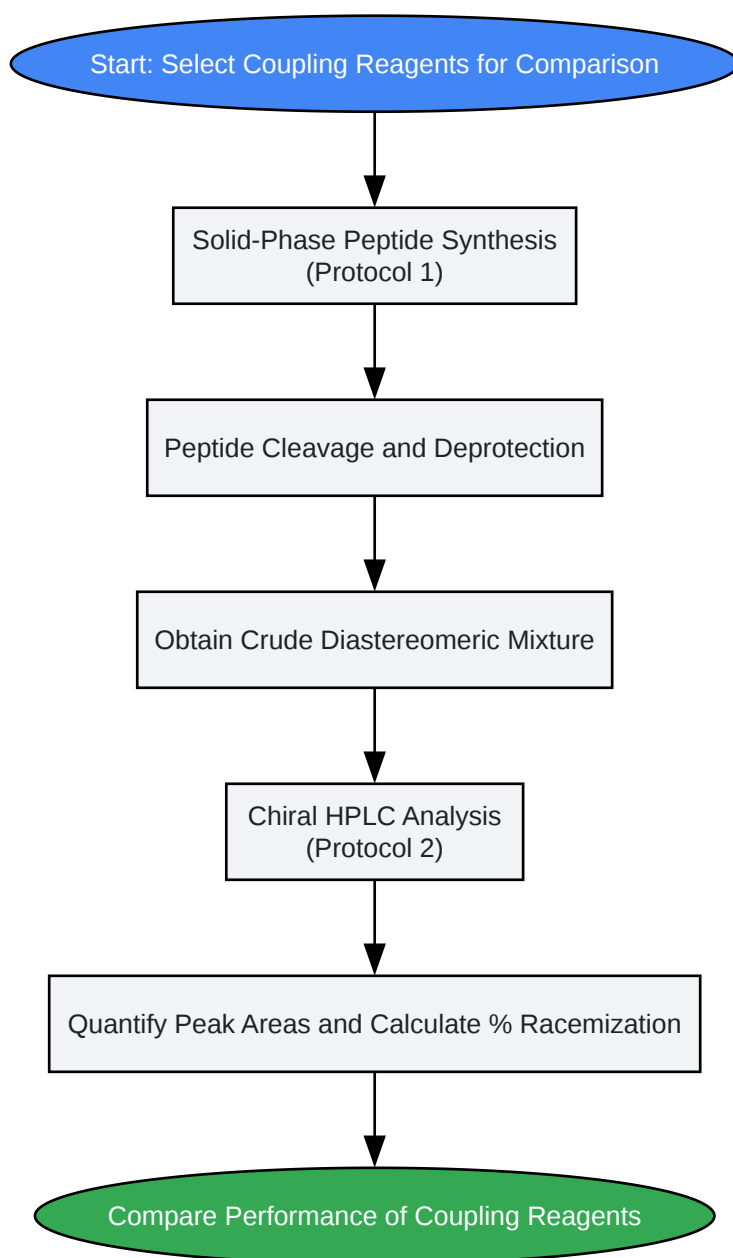 Start: Select Coupling Reagents for Comparison
Solid-Phase Peptide Synthesis
(Protocol 1)
Peptide Cleavage and Deprotection
Obtain Crude Diastereomeric Mixture
Chiral HPLC Analysis
(Protocol 2)
Quantify Peak Areas and Calculate % Racemization
Compare Performance of Coupling Reagents